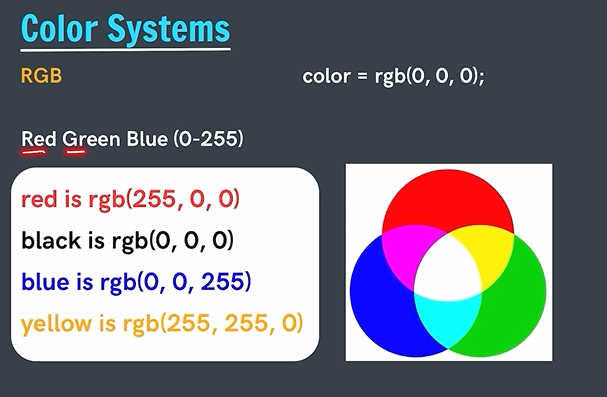 Color Systems
RGB
color = rgb(0, 0, 0);
Red Green Blue (0-255)
red is rgb(255, 0, 0)
black is rgb(0, 0, 0)
blue is rgb(0, 0, 255)
yellow is rgb(255, 255, 0)